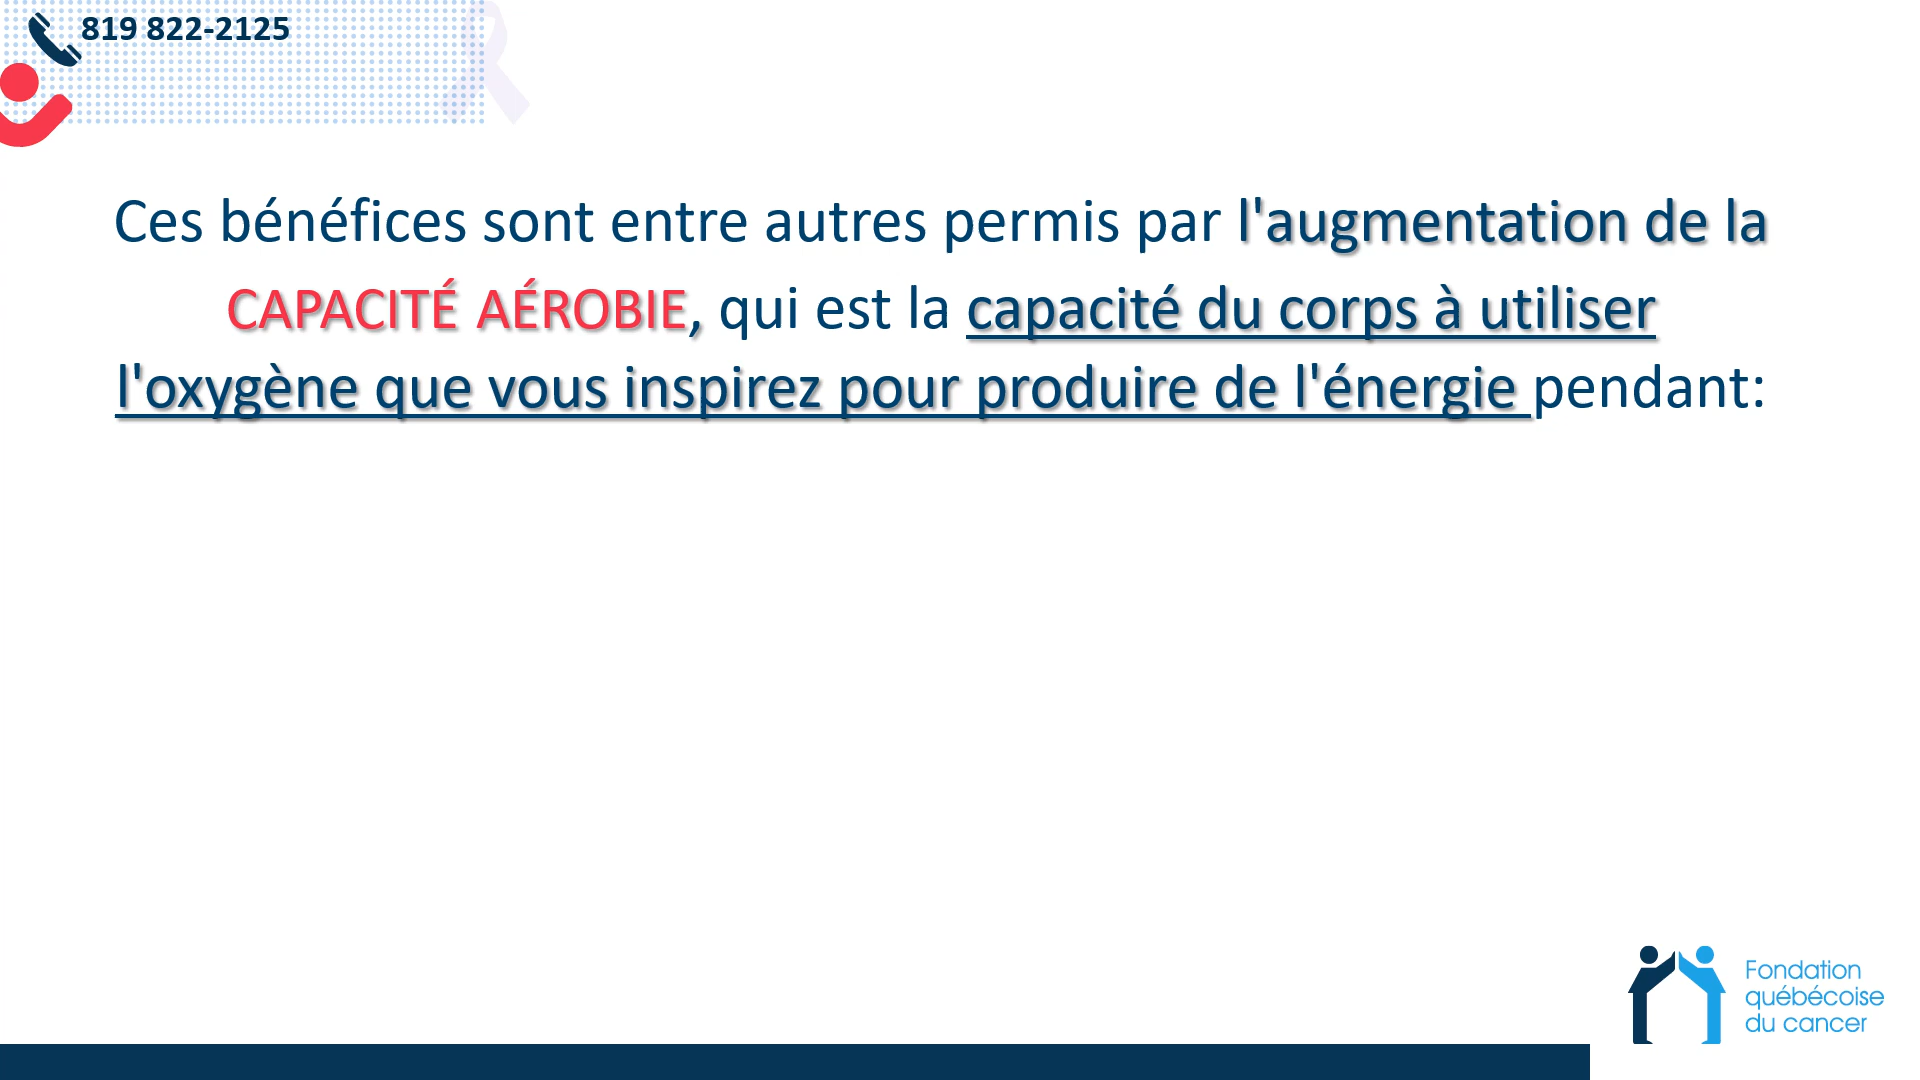 819 822-2125
Ces bénéfices sont entre autres permis par l'augmentation de la
CAPACITÉ AÉROBIE, qui est la capacité du corps à utiliser
l'oxygène que vous inspirez pour produire de l'énergie pendant:
Fondation
québécoise
du cancer